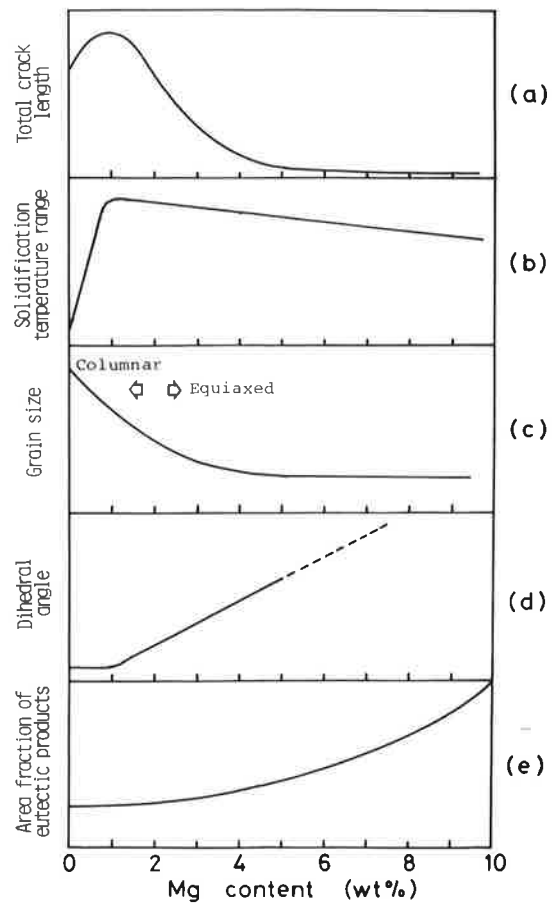 Total crack
length
(a)
Solidification
temperature range
(b)
Columnar
Equiaxed
Grain size
(c)
Dihedral
angle
(d)
Area fraction of
eutectic products
(e)
0 2 4 6 8 10
Mg content (wt%)